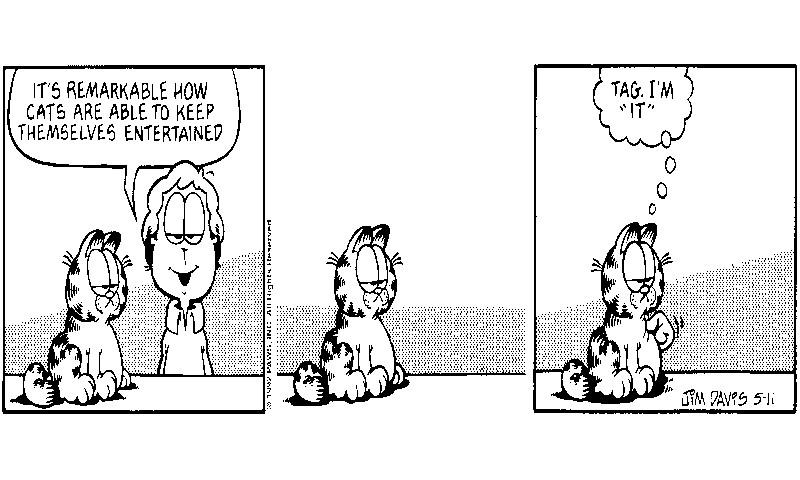 IT'S REMARKABLE HOW
CATS ARE ABLE TO KEEP
THEMSELVES ENTERTAINED
TAG. I'M
"IT"
JIM DAVIS 5-11